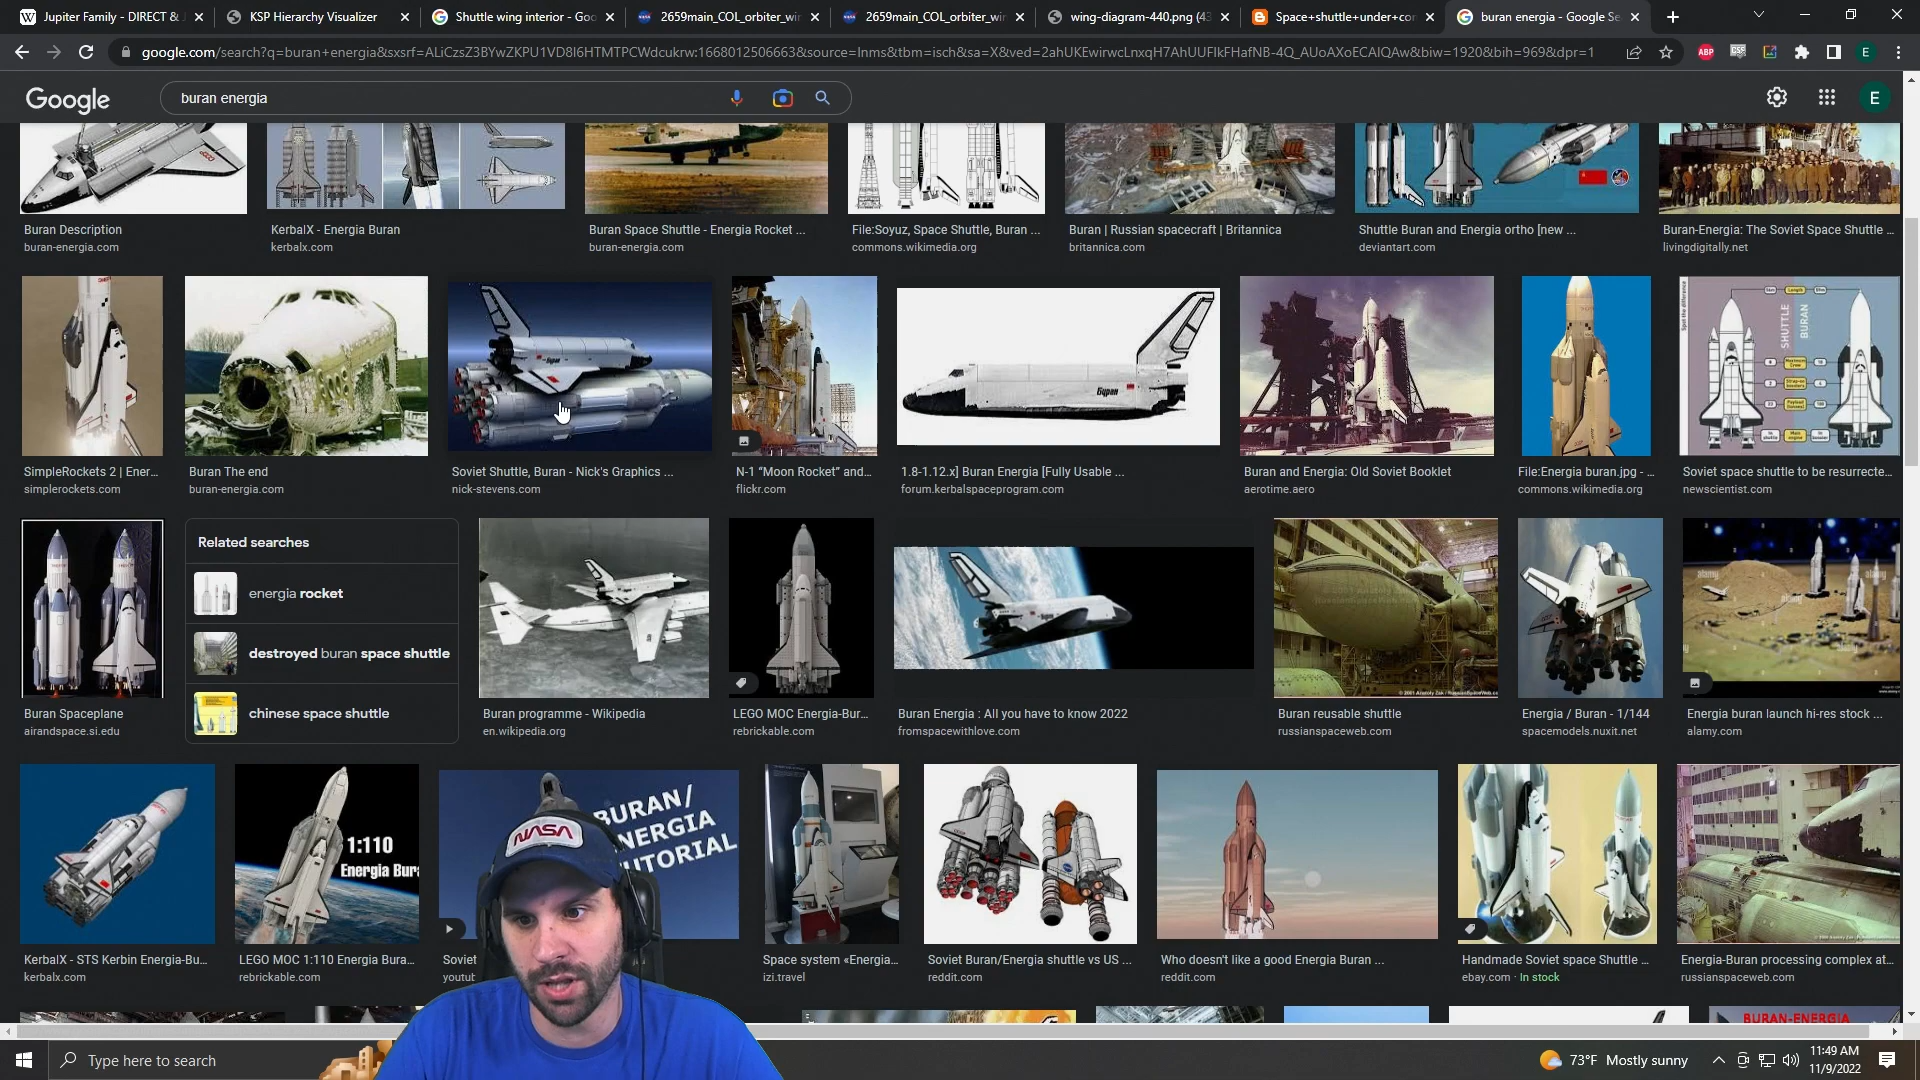 Jupiter Family - DIRECT &
KSP Hierarchy Visualizer
Shuttle wing interior - Goo
2659main_COL_orbiter_wi
2659main_COL_orbiter_wi
wing-diagram-440.png (43
Space+shuttle+under+con
buran energia - Google Se
google.com/search?q=buran+energia&sxsrf=ALiCzsZ3BYwZKPU1VD8I6HTMTPCWdcukrw:1668012506663&source=lnms&tbm=isch&sa=X&ved=2ahUKEwirwcLnxqH7AhUUFIkFHafNB-4Q_AUoAXoECAIQAw&biw=1920&bih=969&dpr=1
ABP
E
Google
buran energia
E
Buran Description
buran-energia.com
KerbalX - Energia Buran
kerbalx.com
Buran Space Shuttle - Energia Rocket ...
buran-energia.com
File:Soyuz, Space Shuttle, Buran ...
commons.wikimedia.org
Buran | Russian spacecraft | Britannica
britannica.com
Shuttle Buran and Energia ortho [new ...
deviantart.com
Buran-Energia: The Soviet Space Shuttle ...
livingdigitally.net
Буран
SHUTTLE
BURAN
SimpleRockets 2 | Ener...
simplerockets.com
Buran The end
buran-energia.com
Soviet Shuttle, Buran - Nick's Graphics ...
nick-stevens.com
N-1 “Moon Rocket” and...
flickr.com
1.8-1.12.x] Buran Energia [Fully Usable ...
forum.kerbalspaceprogram.com
Buran and Energia: Old Soviet Booklet
aerotime.aero
File:Energia buran.jpg - ...
commons.wikimedia.org
Soviet space shuttle to be resurrecte...
newscientist.com
Related searches
energia rocket
destroyed buran space shuttle
chinese space shuttle
Buran Spaceplane
airandspace.si.edu
Buran programme - Wikipedia
en.wikipedia.org
LEGO MOC Energia-Bur...
rebrickable.com
Buran Energia : All you have to know 2022
fromspacewithlove.com
Buran reusable shuttle
russianspaceweb.com
Energia / Buran - 1/144
spacemodels.nuxit.net
Energia buran launch hi-res stock ...
alamy.com
1:110
Energia Bura
BURAN/
ENERGIA
TUTORIAL
NASA
KerbalX - STS Kerbin Energia-Bu...
kerbalx.com
LEGO MOC 1:110 Energia Bura...
rebrickable.com
Soviet
youtub
Space system «Energia...
izi.travel
Soviet Buran/Energia shuttle vs US ...
reddit.com
Who doesn't like a good Energia Buran ...
reddit.com
Handmade Soviet space Shuttle ...
ebay.com · In stock
Energia-Buran processing complex at...
russianspaceweb.com
BURAN-ENERGIA
Type here to search
73°F Mostly sunny
11:49 AM
11/9/2022